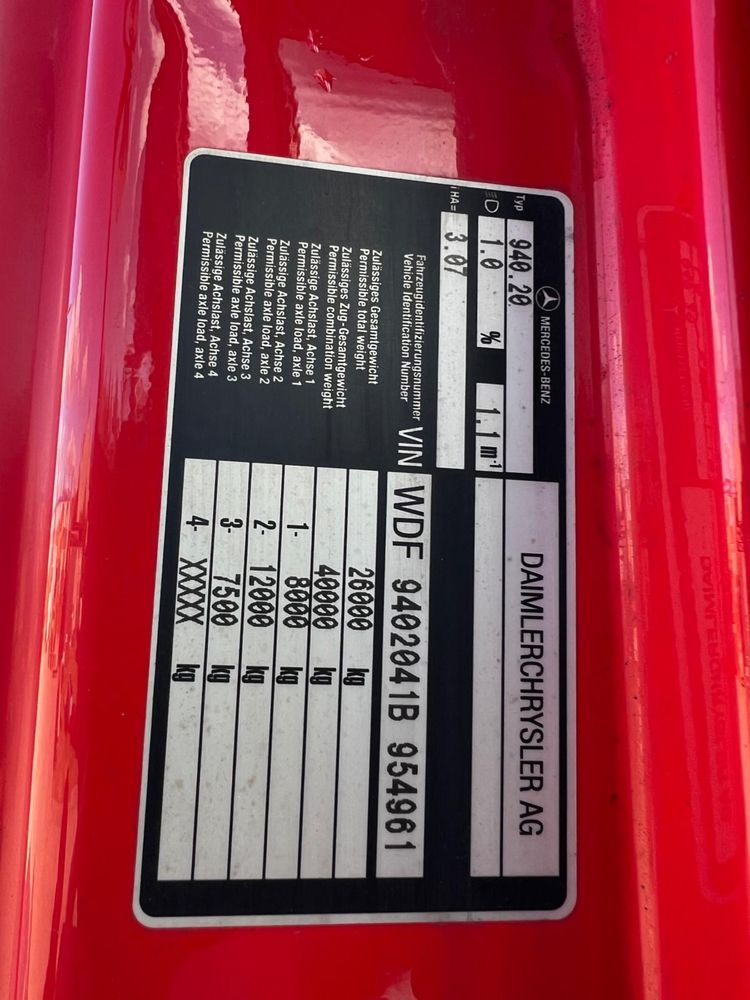 MERCEDES-BENZ
DAIMLERCHRYSLER AG
Typ 940.20
1.0 % 1,1 m-1
iHA= 3.07
Fahrzeugidentifizierungsnummer
Vehicle Identification Number
VIN WDF 9402041B 954961
Zulässiges Gesamtgewicht
Permissible total weight
26000 kg
Zulässiges Zug-Gesamtgewicht
Permissible combination weight
40000 kg
Zulässige Achslast, Achse 1
Permissible axle load, axle 1
1- 8000 kg
Zulässige Achslast, Achse 2
Permissible axle load, axle 2
2- 12000 kg
Zulässige Achslast, Achse 3
Permissible axle load, axle 3
3- 7500 kg
Zulässige Achslast, Achse 4
Permissible axle load, axle 4
4- XXXXX kg